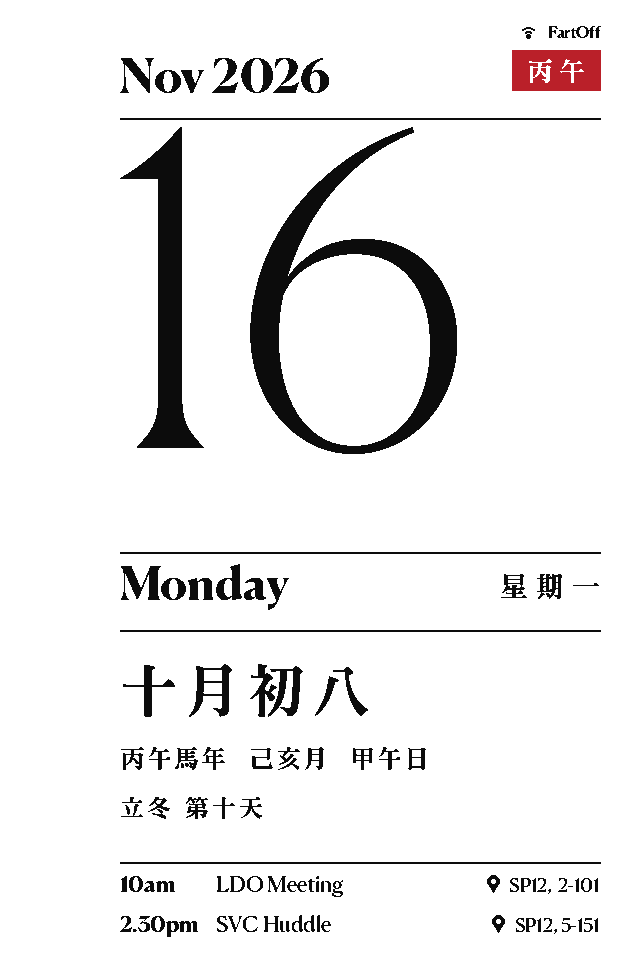 FartOff
Nov 2026
丙午
16
Monday 星期一
十月初八
丙午馬年 己亥月 甲午日
立冬 第十天
10am LDO Meeting SP12, 2-101
2.30pm SVC Huddle SP12, 5-151